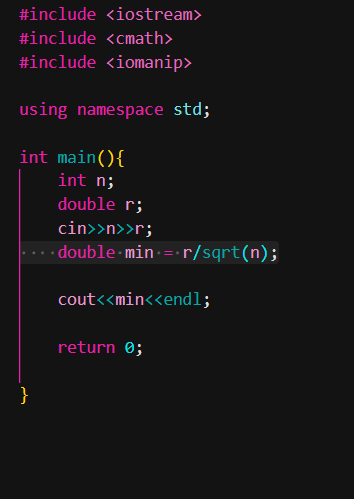 #include <iostream>
#include <cmath>
#include <iomanip>
using namespace std;
int main(){
int n;
double r;
cin>>n>>r;
double min = r/sqrt(n);
cout<<min<<endl;
return 0;
}